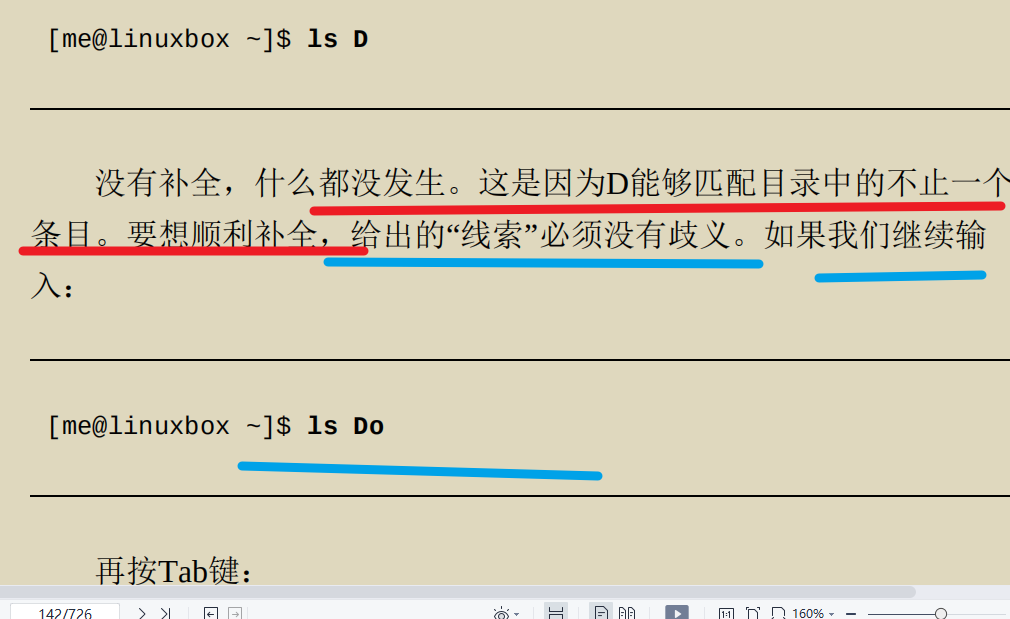 [me@linuxbox ~]$ ls D
没有补全，什么都没发生。这是因为D能够匹配目录中的不止一个
条目。要想顺利补全，给出的“线索”必须没有歧义。如果我们继续输
入：
[me@linuxbox ~]$ ls Do
再按Tab键：
142/726
1:1
160%